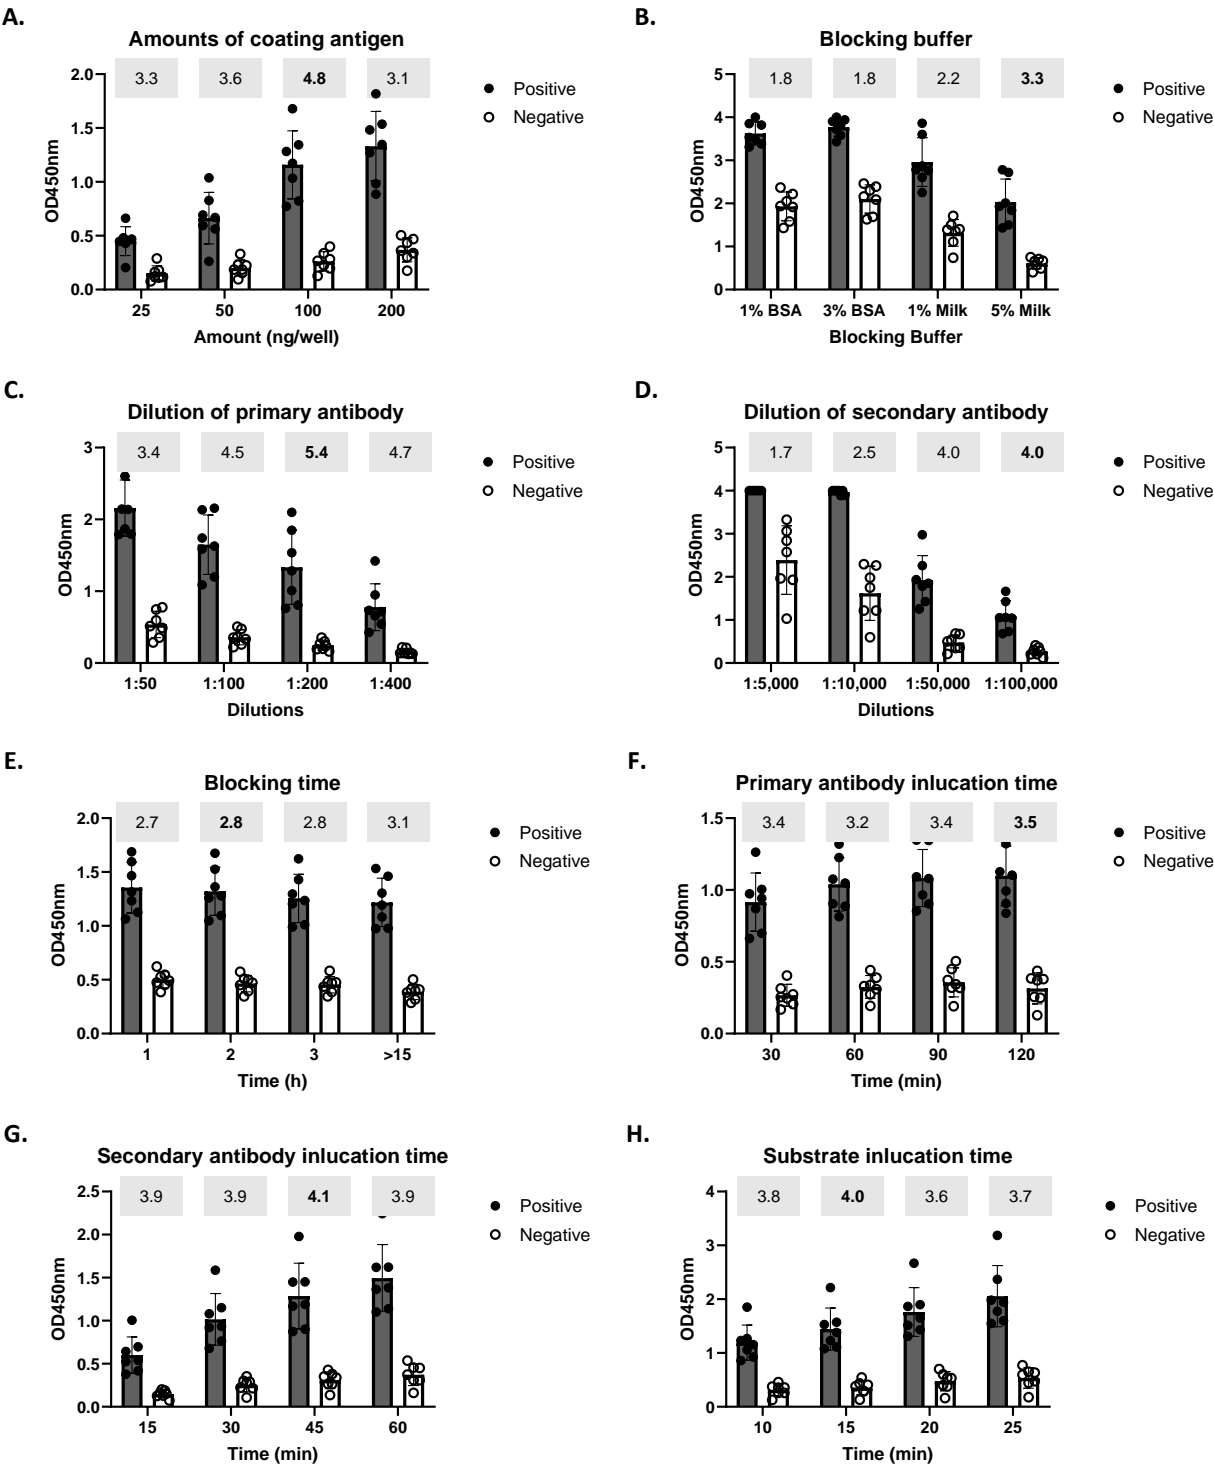 A.
Amounts of coating antigen
3.3 3.6 4.8 3.1
2.0
1.5
1.0
0.5
0.0
OD450nm
25 50 100 200
Amount (ng/well)
Positive
Negative
B.
Blocking buffer
1.8 1.8 2.2 3.3
5
4
3
2
1
0
OD450nm
1% BSA 3% BSA 1% Milk 5% Milk
Blocking Buffer
Positive
Negative
C.
Dilution of primary antibody
3.4 4.5 5.4 4.7
3
2
1
0
OD450nm
1:50 1:100 1:200 1:400
Dilutions
Positive
Negative
D.
Dilution of secondary antibody
1.7 2.5 4.0 4.0
5
4
3
2
1
0
OD450nm
1:5,000 1:10,000 1:50,000 1:100,000
Dilutions
Positive
Negative
E.
Blocking time
2.7 2.8 2.8 3.1
2.0
1.5
1.0
0.5
0.0
OD450nm
1 2 3 >15
Time (h)
Positive
Negative
F.
Primary antibody inlucation time
3.4 3.2 3.4 3.5
1.5
1.0
0.5
0.0
OD450nm
30 60 90 120
Time (min)
Positive
Negative
G.
Secondary antibody inlucation time
3.9 3.9 4.1 3.9
2.5
2.0
1.5
1.0
0.5
0.0
OD450nm
15 30 45 60
Time (min)
Positive
Negative
H.
Substrate inlucation time
3.8 4.0 3.6 3.7
4
3
2
1
0
OD450nm
10 15 20 25
Time (min)
Positive
Negative